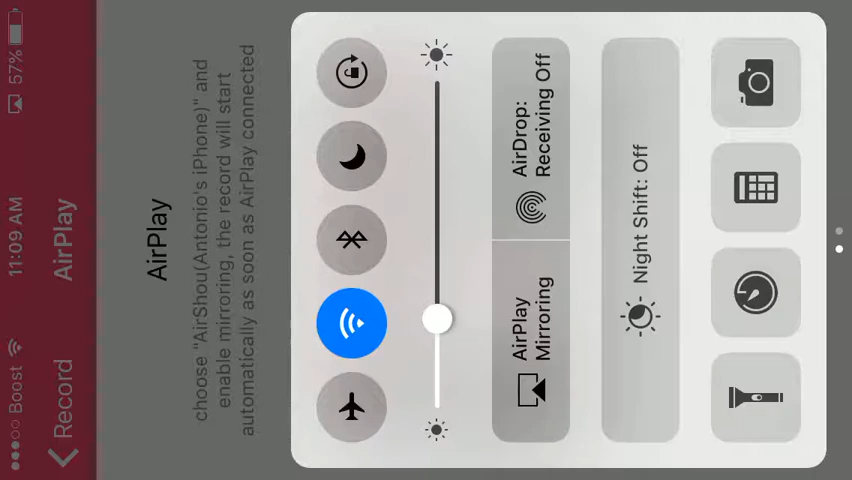 Boost 11:09 AM 57%
Record AirPlay
AirPlay
choose "AirShou(Antonio's iPhone)" and
enable mirroring, the record will start
automatically as soon as AirPlay connected
AirPlay
Mirroring
AirDrop:
Receiving Off
Night Shift: Off